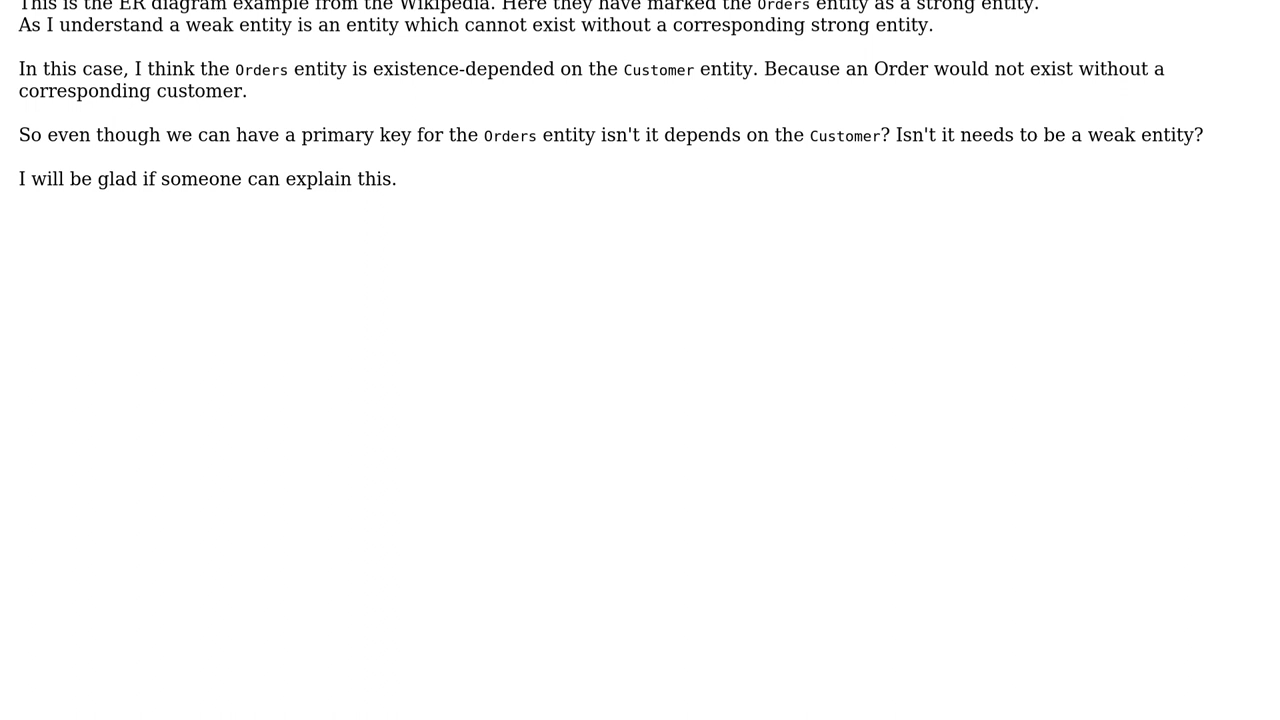 This is the ER diagram example from the Wikipedia. Here they have marked the Orders entity as a strong entity.
As I understand a weak entity is an entity which cannot exist without a corresponding strong entity.
In this case, I think the Orders entity is existence-depended on the Customer entity. Because an Order would not exist without a
corresponding customer.
So even though we can have a primary key for the Orders entity isn't it depends on the Customer? Isn't it needs to be a weak entity?
I will be glad if someone can explain this.